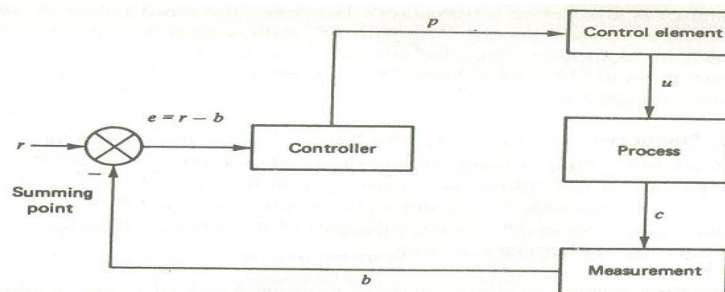 p
Control element
u
e = r − b
r
Controller
Process
−
Summing
point
c
b
Measurement